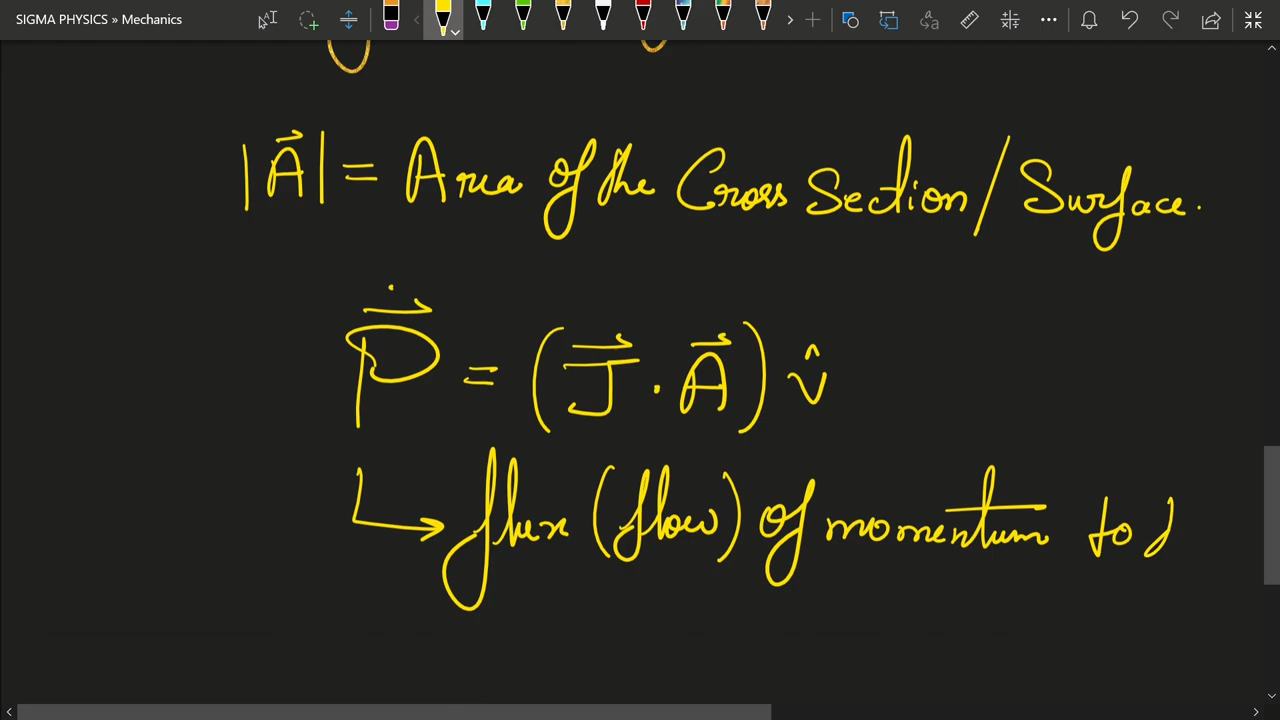 SIGMA PHYSICS » Mechanics
|A⃗| = Area of the Cross Section / Surface.
Ṗ⃗ = (J⃗ · A⃗) v̂
↳ flux (flow) of momentum to